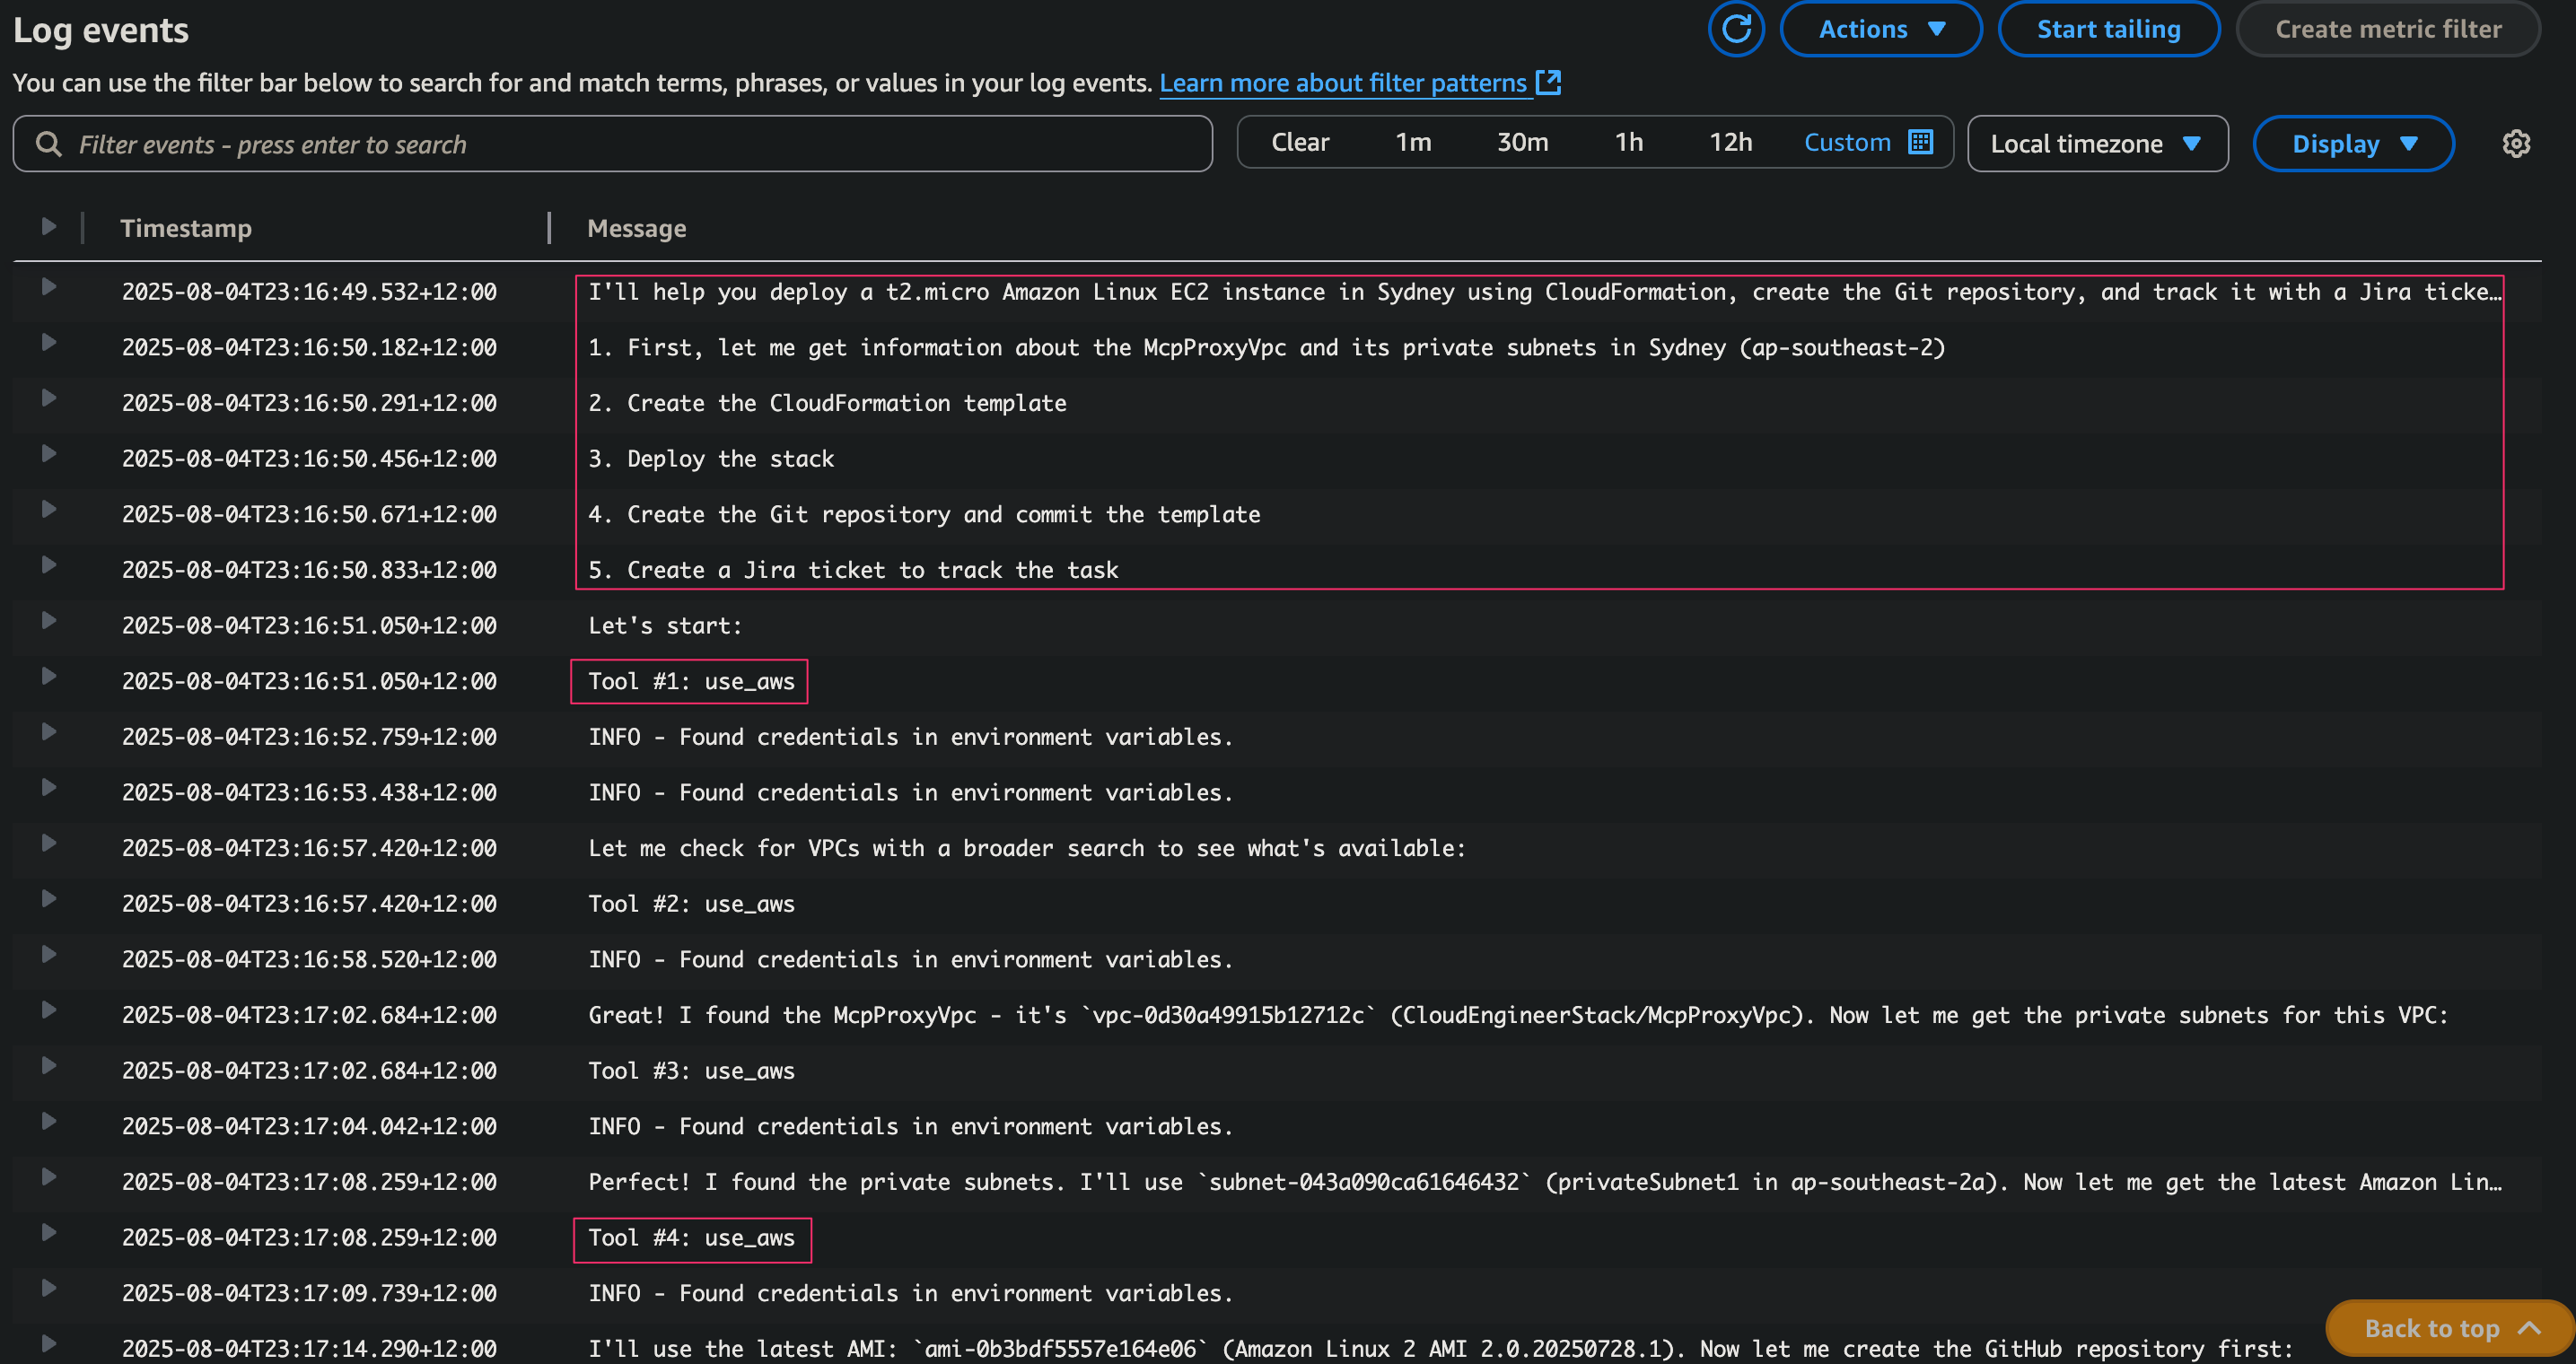 Log events
Actions
Start tailing
Create metric filter
You can use the filter bar below to search for and match terms, phrases, or values in your log events. Learn more about filter patterns
Filter events - press enter to search
Clear 1m 30m 1h 12h Custom
Local timezone
Display
Timestamp Message
2025-08-04T23:16:49.532+12:00 I'll help you deploy a t2.micro Amazon Linux EC2 instance in Sydney using CloudFormation, create the Git repository, and track it with a Jira ticke…
2025-08-04T23:16:50.182+12:00 1. First, let me get information about the McpProxyVpc and its private subnets in Sydney (ap-southeast-2)
2025-08-04T23:16:50.291+12:00 2. Create the CloudFormation template
2025-08-04T23:16:50.456+12:00 3. Deploy the stack
2025-08-04T23:16:50.671+12:00 4. Create the Git repository and commit the template
2025-08-04T23:16:50.833+12:00 5. Create a Jira ticket to track the task
2025-08-04T23:16:51.050+12:00 Let's start:
2025-08-04T23:16:51.050+12:00 Tool #1: use_aws
2025-08-04T23:16:52.759+12:00 INFO - Found credentials in environment variables.
2025-08-04T23:16:53.438+12:00 INFO - Found credentials in environment variables.
2025-08-04T23:16:57.420+12:00 Let me check for VPCs with a broader search to see what's available:
2025-08-04T23:16:57.420+12:00 Tool #2: use_aws
2025-08-04T23:16:58.520+12:00 INFO - Found credentials in environment variables.
2025-08-04T23:17:02.684+12:00 Great! I found the McpProxyVpc - it's `vpc-0d30a49915b12712c` (CloudEngineerStack/McpProxyVpc). Now let me get the private subnets for this VPC:
2025-08-04T23:17:02.684+12:00 Tool #3: use_aws
2025-08-04T23:17:04.042+12:00 INFO - Found credentials in environment variables.
2025-08-04T23:17:08.259+12:00 Perfect! I found the private subnets. I'll use `subnet-043a090ca61646432` (privateSubnet1 in ap-southeast-2a). Now let me get the latest Amazon Lin…
2025-08-04T23:17:08.259+12:00 Tool #4: use_aws
2025-08-04T23:17:09.739+12:00 INFO - Found credentials in environment variables.
2025-08-04T23:17:14.290+12:00 I'll use the latest AMI: `ami-0b3bdf5557e164e06` (Amazon Linux 2 AMI 2.0.20250728.1). Now let me create the GitHub repository first:
Back to top